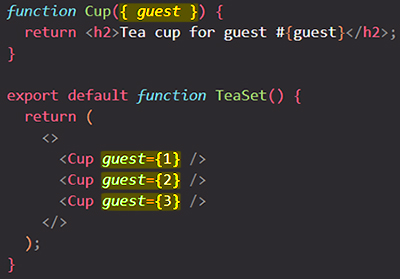 function Cup({ guest }) {
  return <h2>Tea cup for guest #{guest}</h2>;
}

export default function TeaSet() {
  return (
    <>
      <Cup guest={1} />
      <Cup guest={2} />
      <Cup guest={3} />
    </>
  );
}